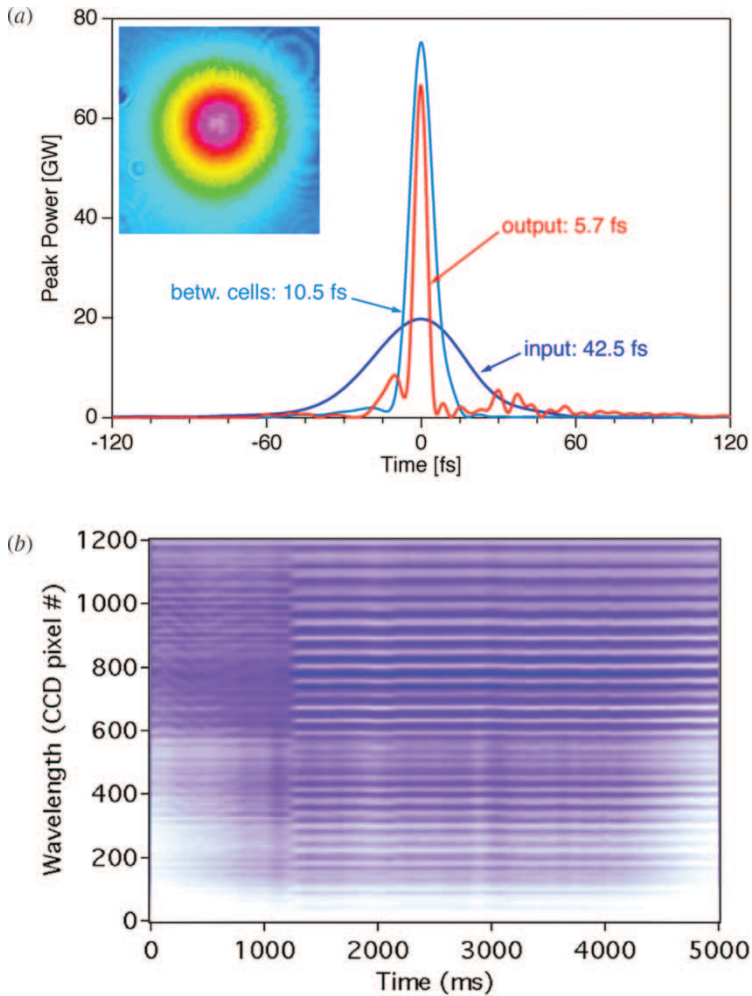 (a)
80
60
40
20
0
Peak Power [GW]
output: 5.7 fs
betw. cells: 10.5 fs
input: 42.5 fs
-120
-60
0
60
120
Time [fs]
(b)
1200
1000
800
600
400
200
0
Wavelength (CCD pixel #)
0
1000
2000
3000
4000
5000
Time (ms)